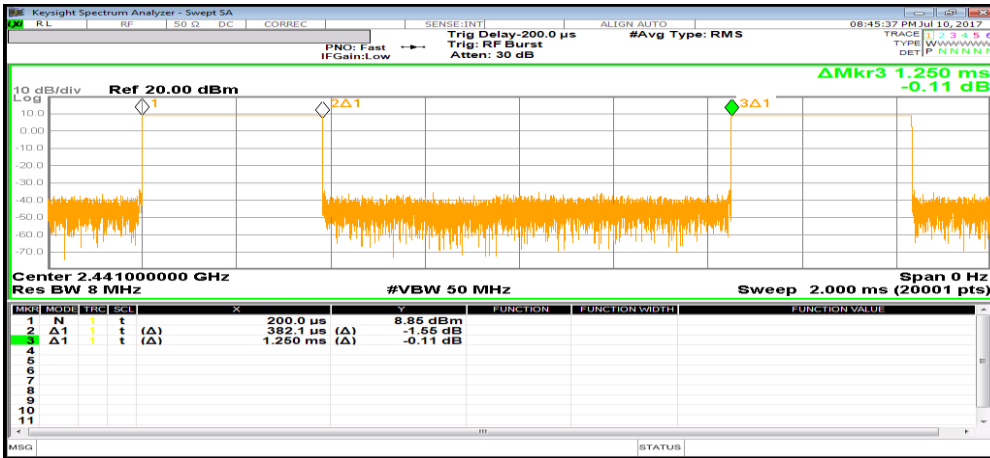 Keysight Spectrum Analyzer - Swept SA
LXI RL RF 50 Ω DC CORREC SENSE:INT ALIGN AUTO 08:45:37 PM Jul 10, 2017
Trig Delay-200.0 µs #Avg Type: RMS TRACE 1 2 3 4 5 6
PNO: Fast Trig: RF Burst TYPE WWWWWW
IFGain:Low Atten: 30 dB DET P N N N N N
ΔMkr3 1.250 ms
10 dB/div Ref 20.00 dBm -0.11 dB
Log
1 2Δ1 3Δ1
10.0
0.00
-10.0
-20.0
-30.0
-40.0
-50.0
-60.0
-70.0
Center 2.441000000 GHz Span 0 Hz
Res BW 8 MHz #VBW 50 MHz Sweep 2.000 ms (20001 pts)
MKR MODE TRC SCL X Y FUNCTION FUNCTION WIDTH FUNCTION VALUE
1 N 1 t 200.0 µs 8.85 dBm
2 Δ1 1 t (Δ) 382.1 µs (Δ) -1.55 dB
3 Δ1 1 t (Δ) 1.250 ms (Δ) -0.11 dB
4
5
6
7
8
9
10
11
MSG STATUS